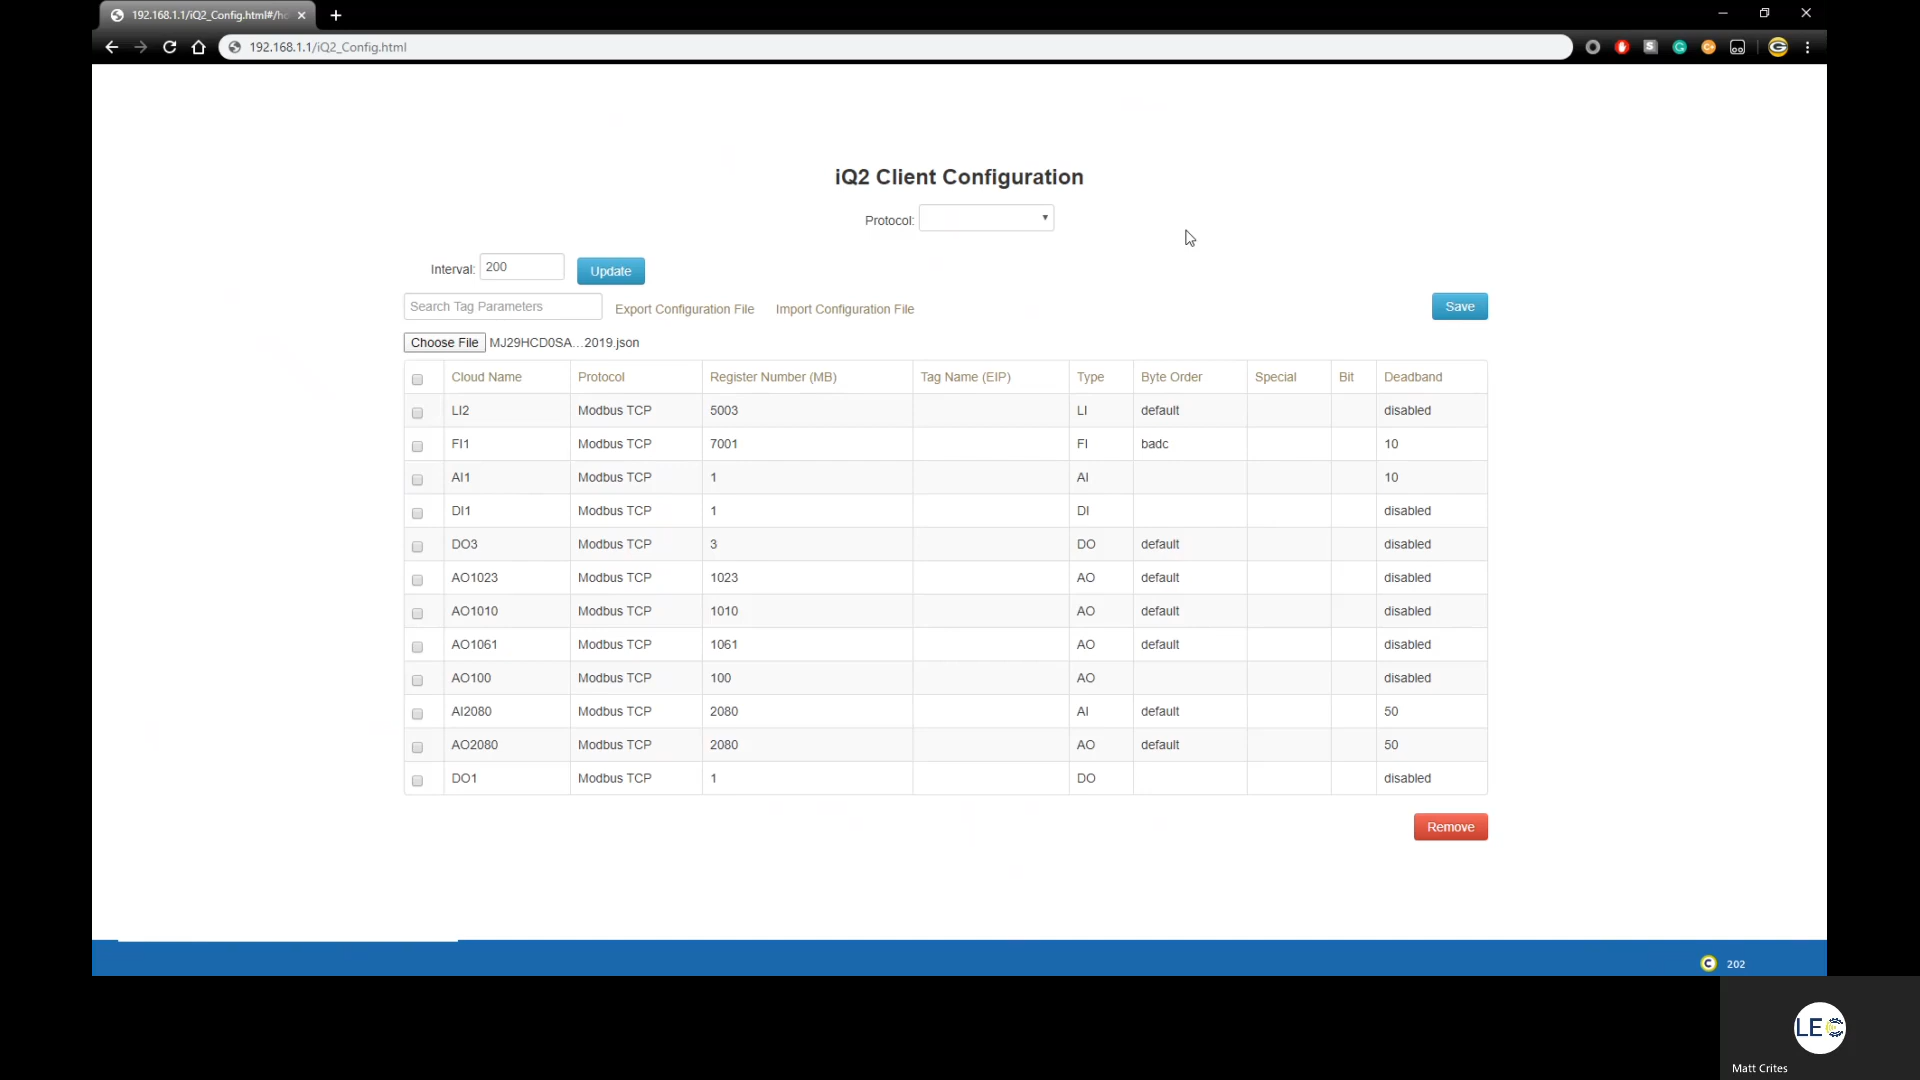 192.168.1.1/iQ2_Config.html#/ho
192.168.1.1/iQ2_Config.html
iQ2 Client Configuration
Protocol:
Interval: 200 Update
Search Tag Parameters Export Configuration File Import Configuration File Save
Choose File MJ29HCD0SA...2019.json
Cloud Name Protocol Register Number (MB) Tag Name (EIP) Type Byte Order Special Bit Deadband
LI2 Modbus TCP 5003 LI default disabled
FI1 Modbus TCP 7001 FI badc 10
AI1 Modbus TCP 1 AI 10
DI1 Modbus TCP 1 DI disabled
DO3 Modbus TCP 3 DO default disabled
AO1023 Modbus TCP 1023 AO default disabled
AO1010 Modbus TCP 1010 AO default disabled
AO1061 Modbus TCP 1061 AO default disabled
AO100 Modbus TCP 100 AO disabled
AI2080 Modbus TCP 2080 AI default 50
AO2080 Modbus TCP 2080 AO default 50
DO1 Modbus TCP 1 DO disabled
Remove
C 202
LEC
Matt Crites